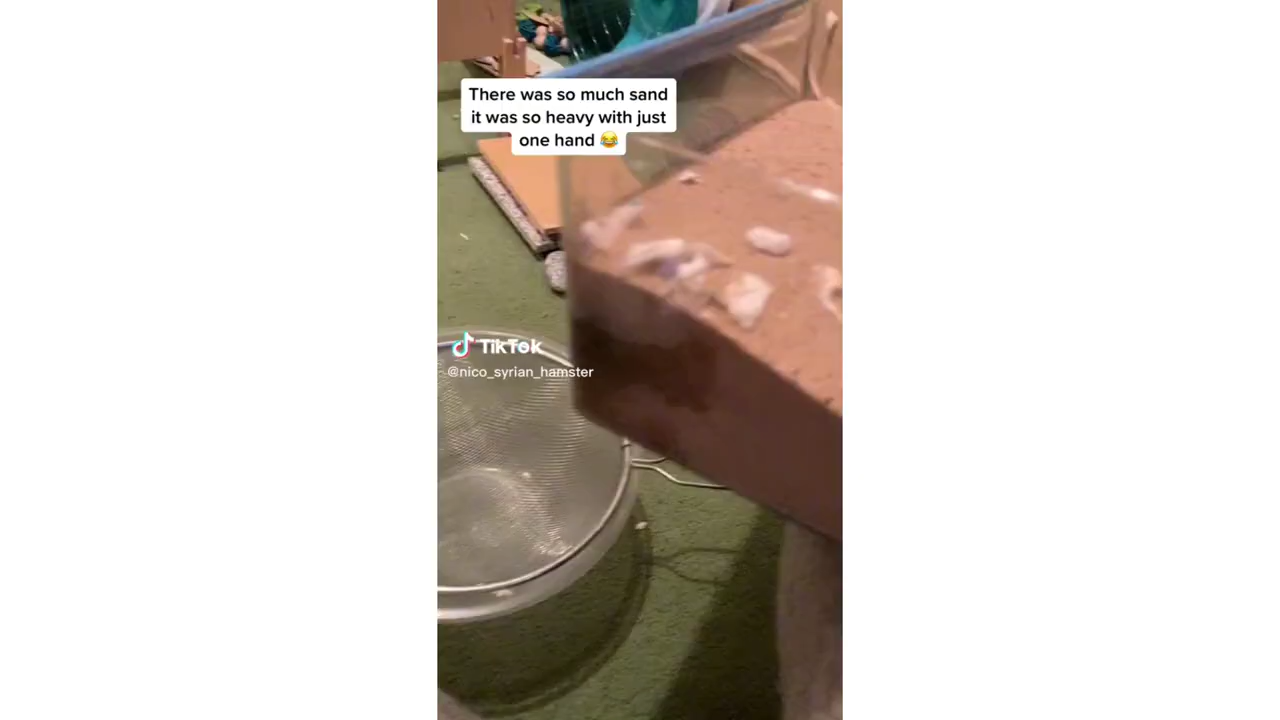 There was so much sand
it was so heavy with just
one hand 😂
TikTok
@nico_syrian_hamster